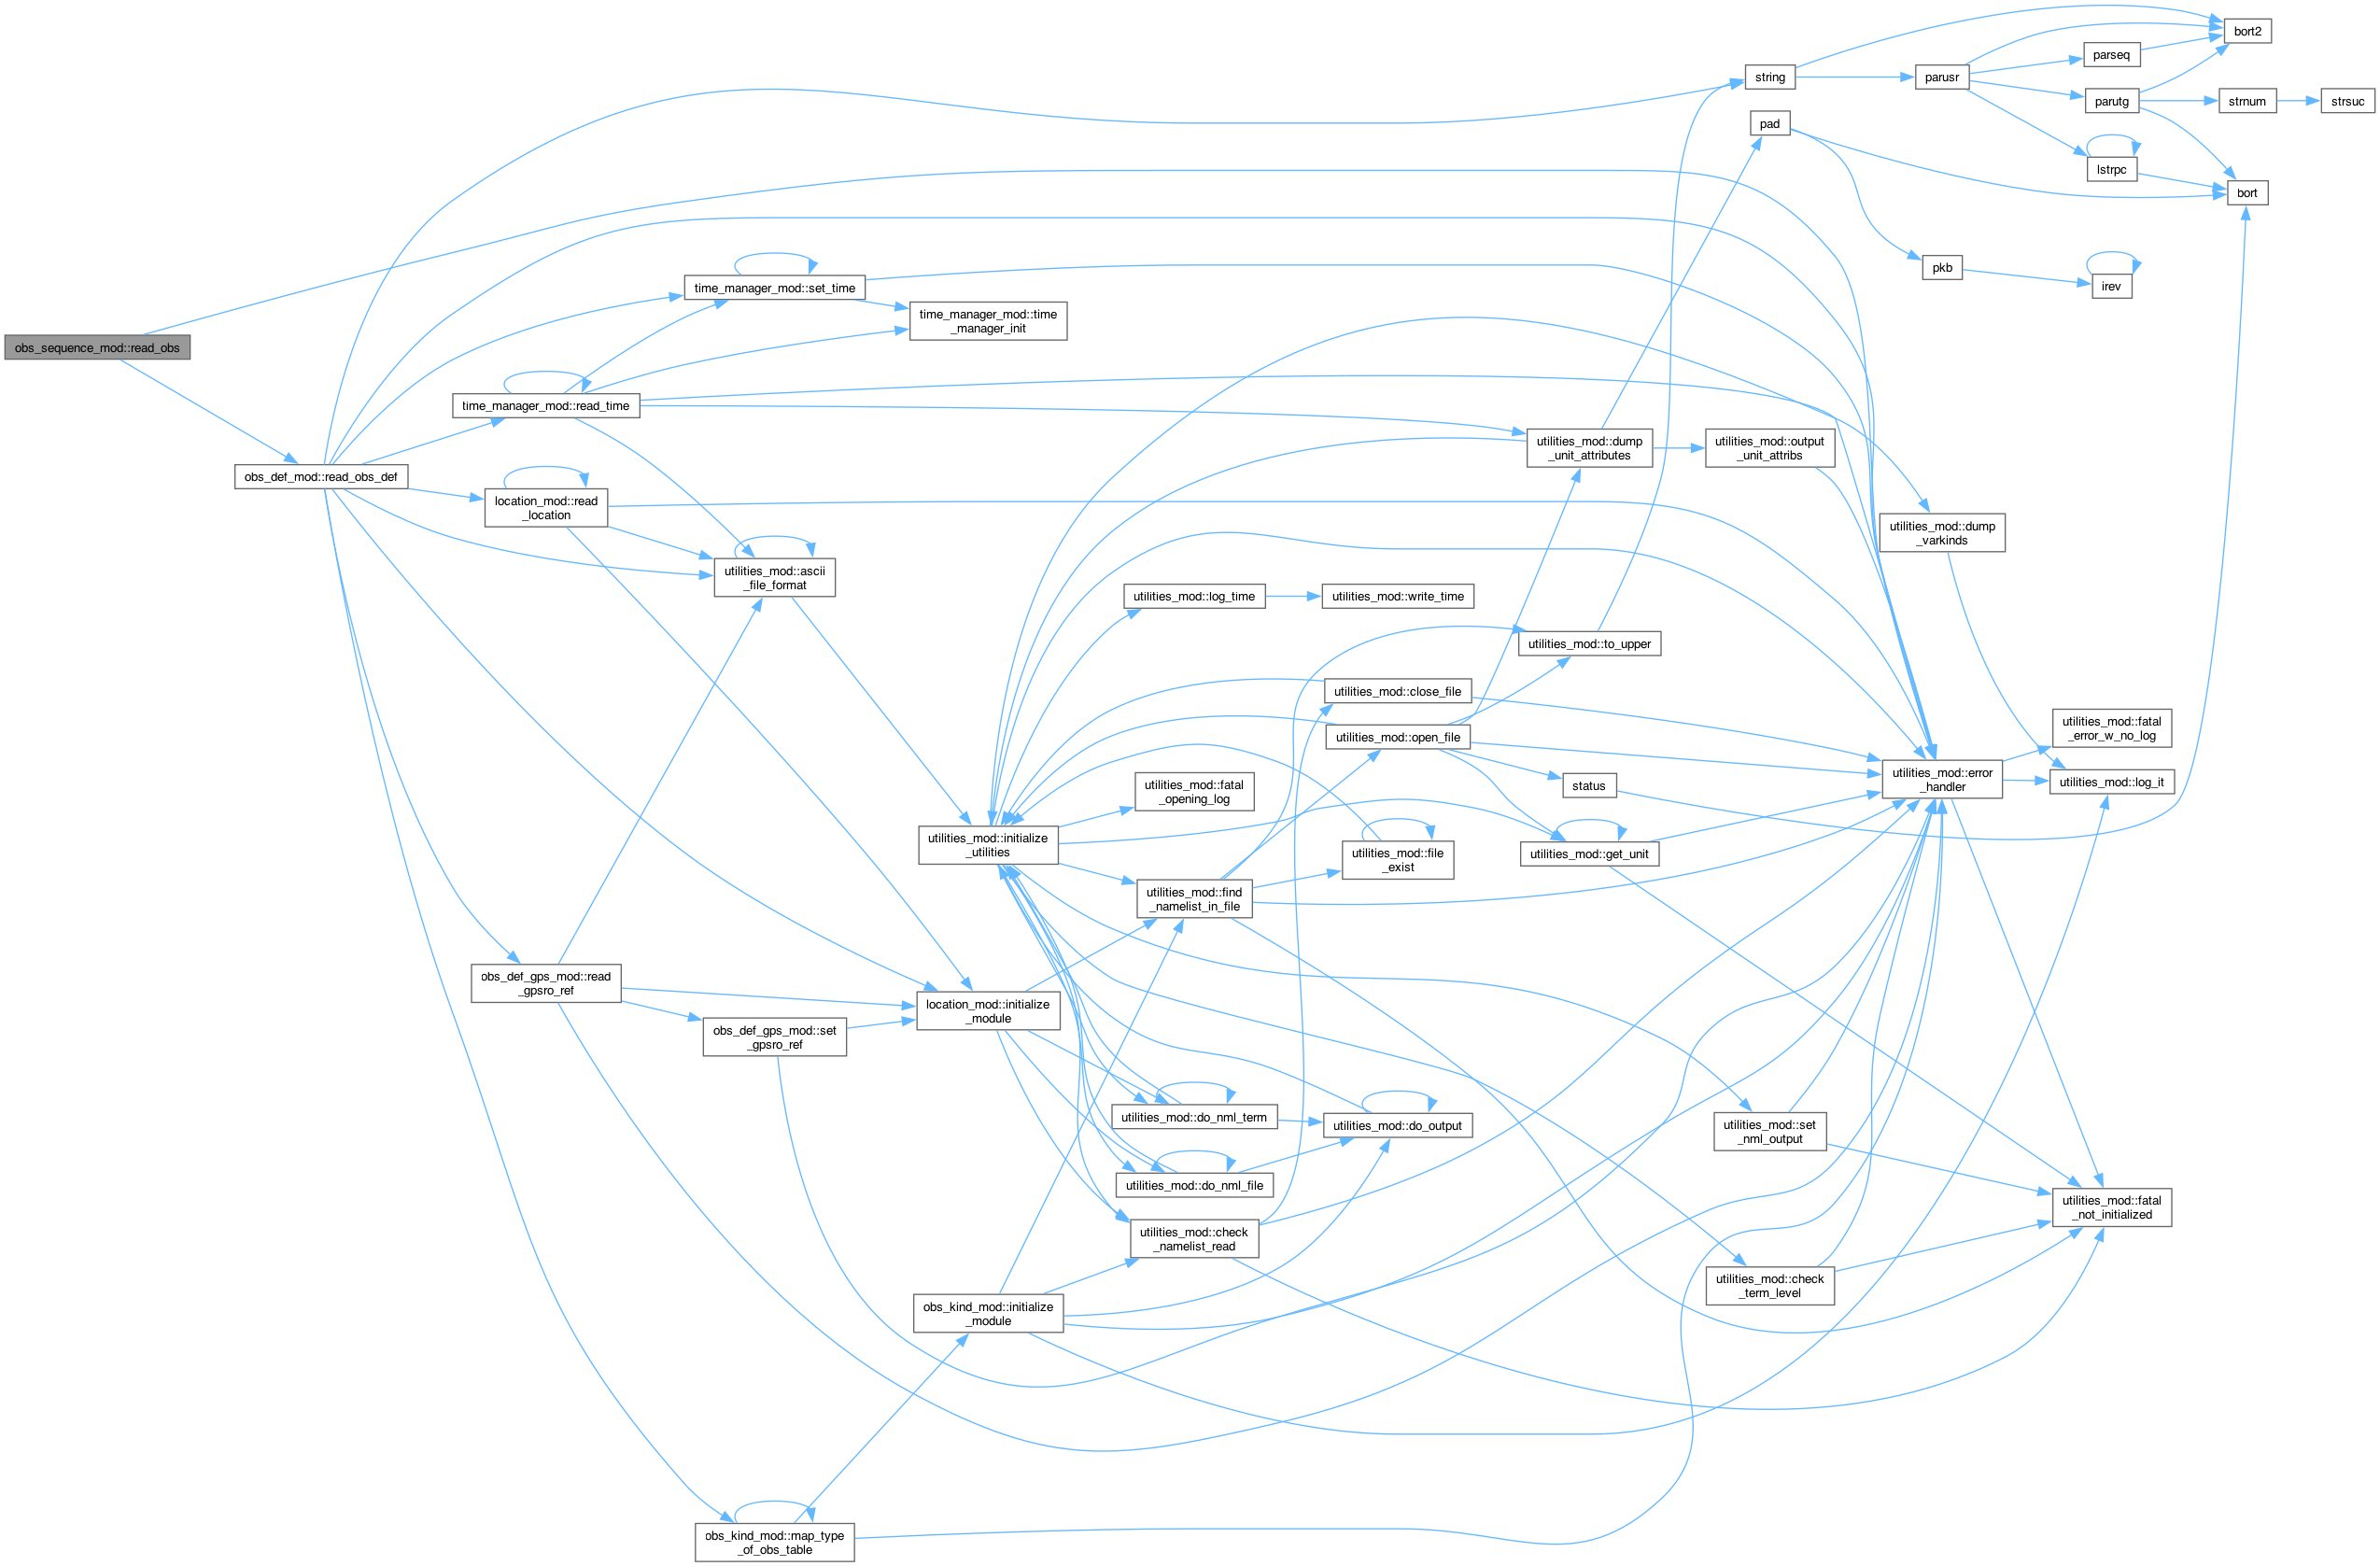 obs_sequence_mod::read_obs
obs_def_mod::read_obs_def
time_manager_mod::set_time
time_manager_mod::time
_manager_init
time_manager_mod::read_time
location_mod::read
_location
utilities_mod::ascii
_file_format
obs_def_gps_mod::read
_gpsro_ref
obs_def_gps_mod::set
_gpsro_ref
obs_kind_mod::map_type
_of_obs_table
utilities_mod::initialize
_utilities
location_mod::initialize
_module
obs_kind_mod::initialize
_module
utilities_mod::log_time
utilities_mod::write_time
utilities_mod::fatal
_opening_log
utilities_mod::find
_namelist_in_file
utilities_mod::do_nml_term
utilities_mod::do_nml_file
utilities_mod::check
_namelist_read
utilities_mod::close_file
utilities_mod::open_file
utilities_mod::file
_exist
utilities_mod::do_output
utilities_mod::dump
_unit_attributes
utilities_mod::to_upper
status
utilities_mod::get_unit
string
pad
utilities_mod::output
_unit_attribs
utilities_mod::set
_nml_output
utilities_mod::check
_term_level
parusr
pkb
utilities_mod::dump
_varkinds
utilities_mod::error
_handler
parseq
parutg
lstrpc
irev
utilities_mod::fatal
_error_w_no_log
utilities_mod::log_it
utilities_mod::fatal
_not_initialized
bort2
strnum
strsuc
bort